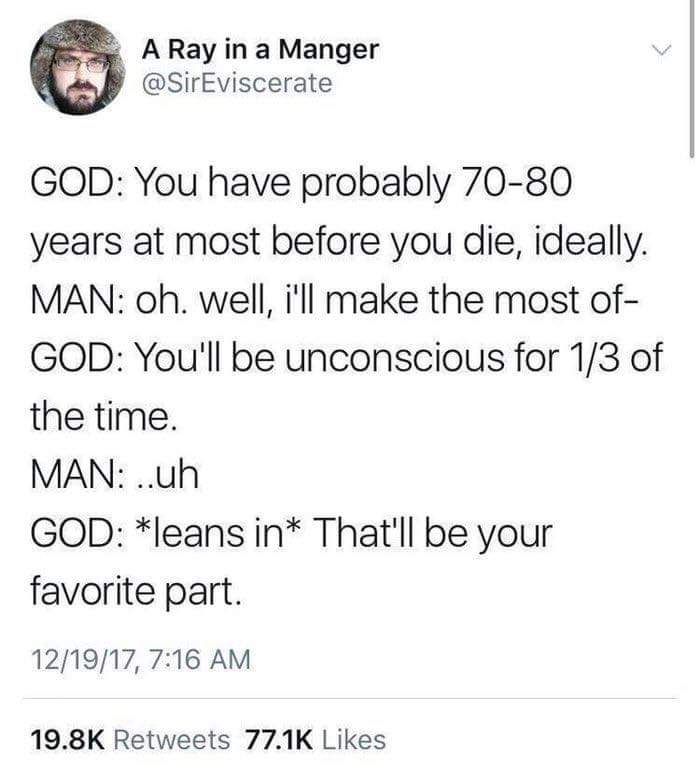 A Ray in a Manger
@SirEviscerate
GOD: You have probably 70-80
years at most before you die, ideally.
MAN: oh. well, i'll make the most of-
GOD: You'll be unconscious for 1/3 of
the time.
MAN: ..uh
GOD: *leans in* That'll be your
favorite part.
12/19/17, 7:16 AM
19.8K Retweets 77.1K Likes